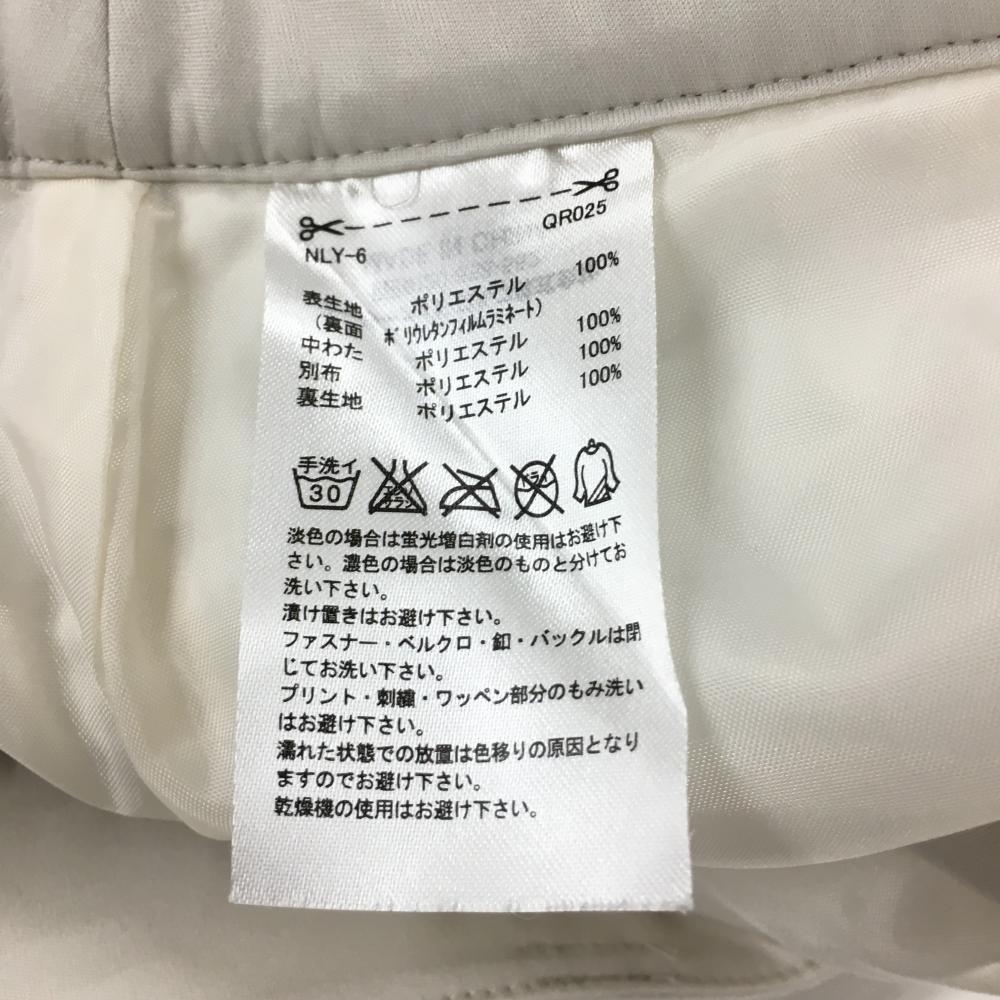 NLY-6 QR025
表生地 ポリエステル 100%
(裏面 ポリウレタンフィルムラミネート)
中わた ポリエステル 100%
別布 ポリエステル 100%
裏生地 ポリエステル 100%
手洗イ
30
エンソ
サラシ
ドライ
淡色の場合は蛍光増白剤の使用はお避け下
さい。濃色の場合は淡色のものと分けてお
洗い下さい。
漬け置きはお避け下さい。
ファスナー・ベルクロ・釦・バックルは閉
じてお洗い下さい。
プリント・刺繍・ワッペン部分のもみ洗い
はお避け下さい。
濡れた状態での放置は色移りの原因となり
ますのでお避け下さい。
乾燥機の使用はお避け下さい。